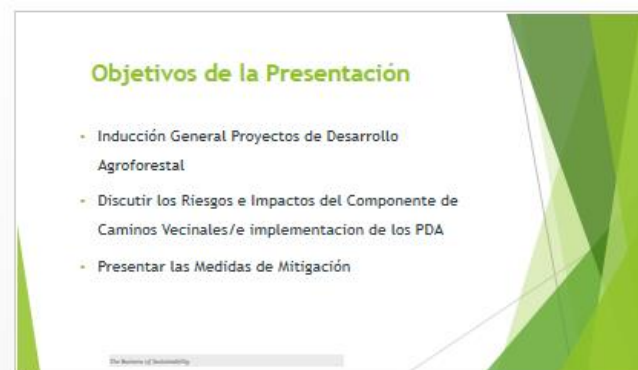 Objetivos de la Presentación
- Inducción General Proyectos de Desarrollo
Agroforestal
- Discutir los Riesgos e Impactos del Componente de
Caminos Vecinales/e implementacion de los PDA
- Presentar las Medidas de Mitigación
The Business of Sustainability